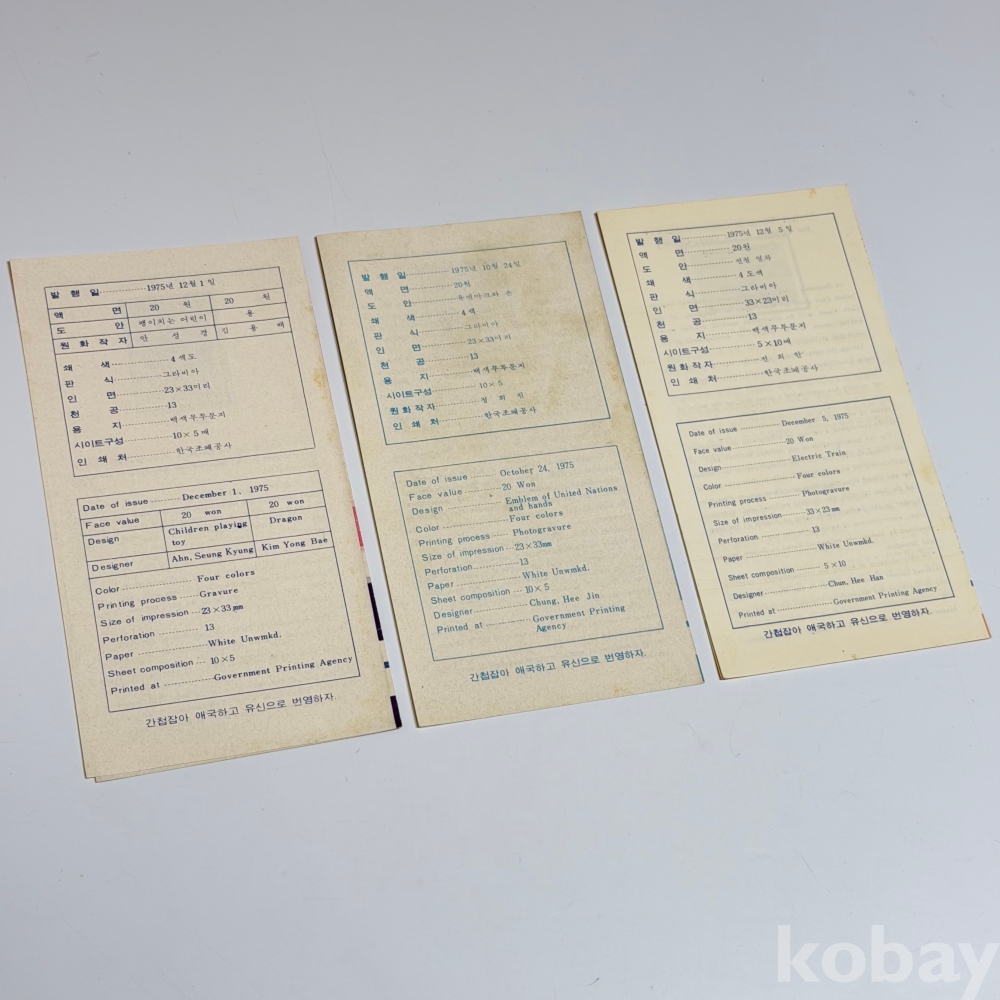 발 행 일 1975년 12월 1일
액 면 20 원 20 원
도 안 팽이치는 어린이 용
원화작자 안 성 경 김 용 배
쇄 색 4색도
판 식 그라비아
인 면 23×33미리
천 공 13
용 지 백색무투문지
시이트구성 10×5매
인 쇄 처 한국조폐공사
Date of issue December 1, 1975
Face value 20 won 20 won
Design Children playing toy Dragon
Designer Ahn, Seung Kyung Kim Yong Bae
Color Four colors
Printing process Gravure
Size of impression 23×33㎜
Perforation 13
Paper White Unwmkd.
Sheet composition 10×5
Printed at Government Printing Agency
간첩잡아 애국하고 유신으로 번영하자.
발 행 일 1975년 10월 24일
액 면 20원
도 안 손
쇄 색 4색
판 식 그라비아
인 면 23×33미리
천 공 13
용 지 백색무투문지
시이트구성 10×5
원화작자 정 희 진
인 쇄 처 한국조폐공사
Date of issue October 24, 1975
Face value 20 Won
Design Emblem of United Nations
and hands
Color Four colors
Printing process Photogravure
Size of impression 23×33㎜
Perforation 13
Paper White Unwmkd.
Sheet composition 10×5
Designer Chung, Hee Jin
Printed at Government Printing
Agency
간첩잡아 애국하고 유신으로 번영하자.
발 행 일 1975년 12월 5일
액 면 20원
도 안 전철 열차
쇄 색 4도색
판 식 그라비아
인 면 33×23미리
천 공 13
용 지 백색무투문지
시이트구성 5×10매
원화작자 전 희 한
인 쇄 처 한국조폐공사
Date of issue December 5, 1975
Face value 20 Won
Design Electric Train
Color Four colors
Printing process Photogravure
Size of impression 33×23㎜
Perforation 13
Paper White Unwmkd.
Sheet composition 5×10
Designer Chun, Hee Han
Printed at Government Printing Agency
간첩잡아 애국하고 유신으로 번영하자.
kobay